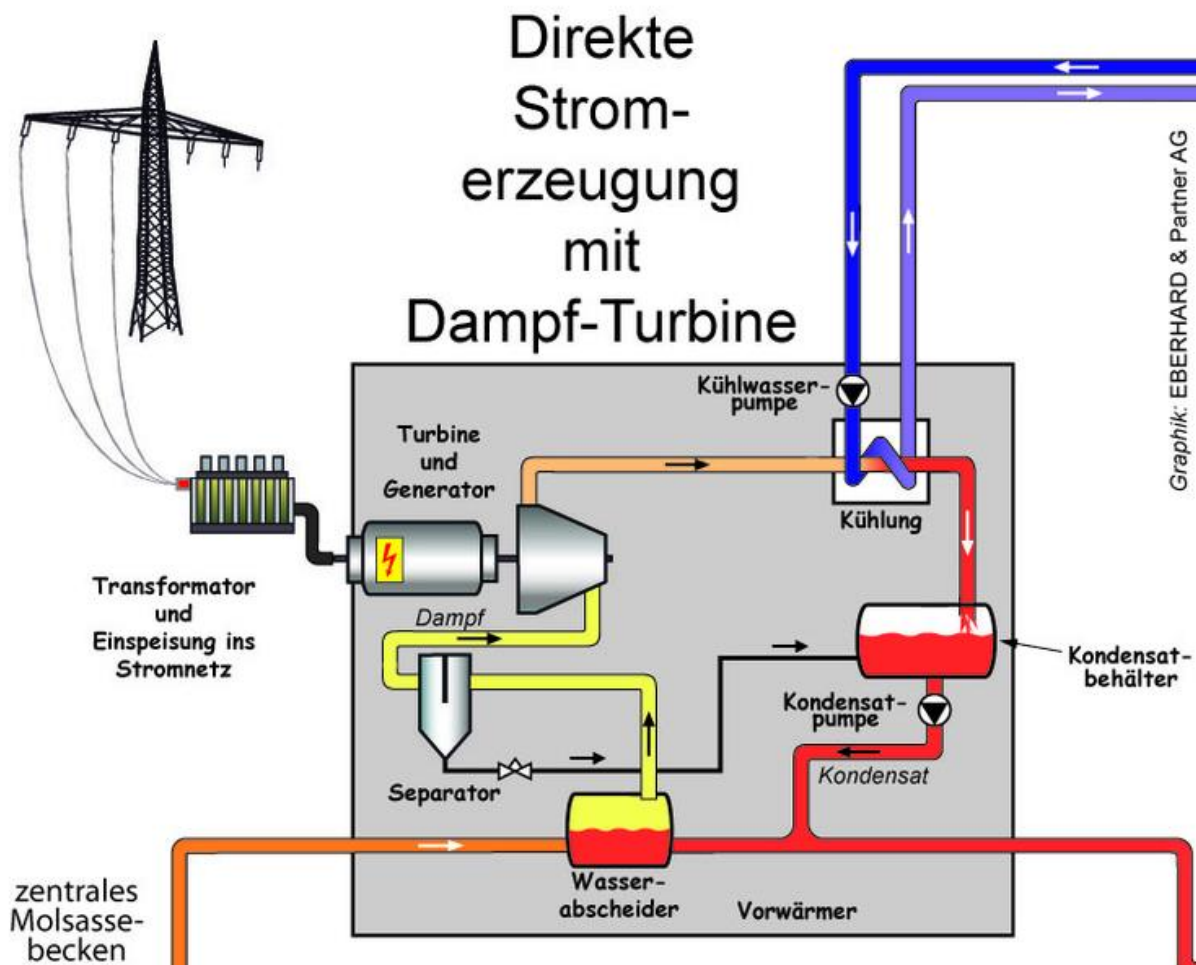 Direkte
Strom-
erzeugung
mit
Dampf-Turbine
Graphik: EBERHARD & Partner AG
Kühlwasser-
pumpe
Turbine
und
Generator
Kühlung
Transformator
und
Einspeisung ins
Stromnetz
Dampf
Kondensat-
behälter
Kondensat-
pumpe
Kondensat
Separator
Wasser-
abscheider
Vorwärmer
zentrales
Molsasse-
becken